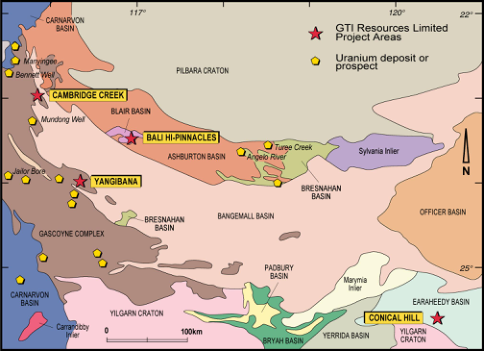 CARNARVON
BASIN
117°
120°
22°
GTI Resources Limited
Project Areas
Uranium deposit or
prospect
Manyingee
Bennett Well
PILBARA CRATON
CAMBRIDGE CREEK
BLAIR BASIN
Mundong Well
BALI HI-PINNACLES
Turee Creek
Angelo River
Sylvania Inlier
ASHBURTON BASIN
N
Jailor Bore
YANGIBANA
BRESNAHAN
BASIN
OFFICER BASIN
BRESNAHAN
BASIN
BANGEMALL BASIN
GASCOYNE COMPLEX
PADBURY
BASIN
25°
Marymia
Inlier
CARNARVON
BASIN
YILGARN CRATON
EARAHEEDY BASIN
CONICAL HILL
Carrandibby
Inlier
0
100km
BRYAH BASIN
YERRIDA BASIN
YILGARN
CRATON